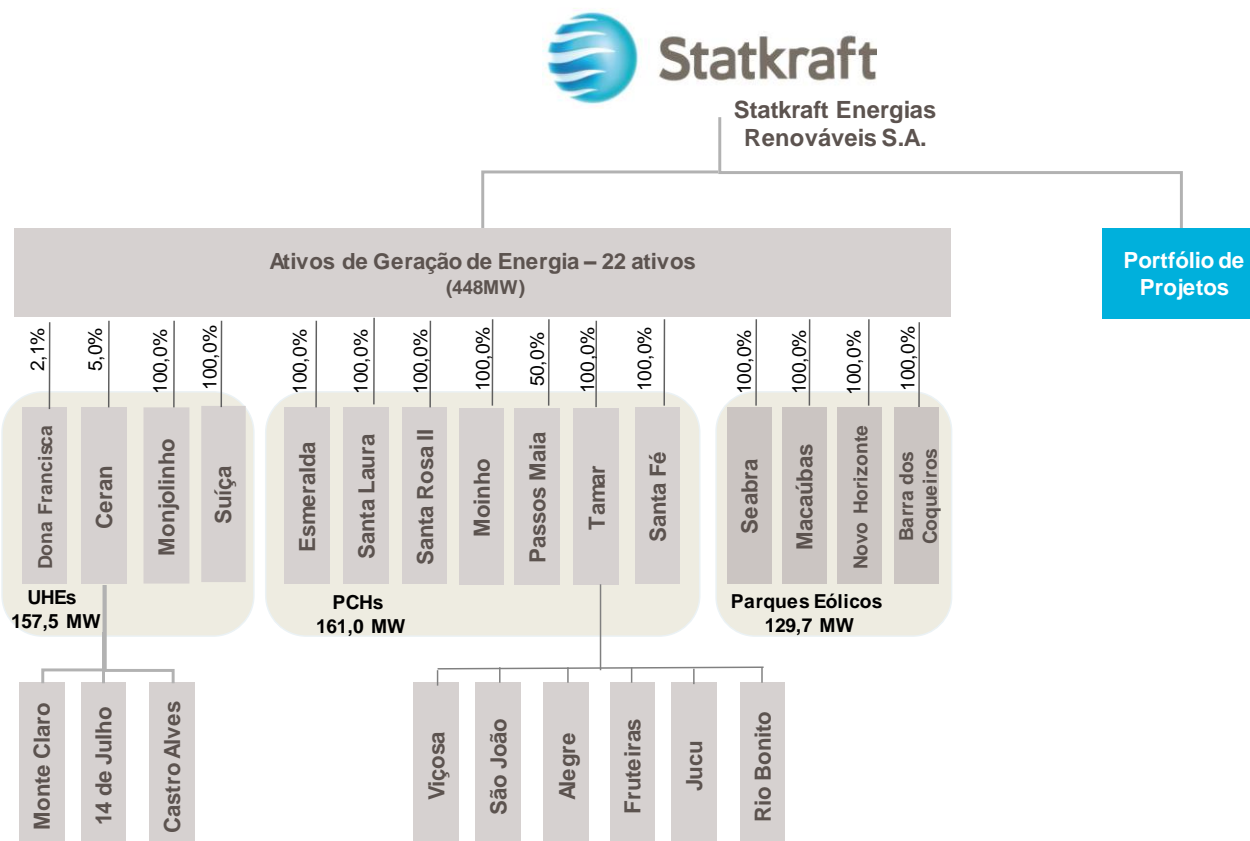 Statkraft
Statkraft Energias
Renováveis S.A.
Ativos de Geração de Energia – 22 ativos
(448MW)
Portfólio de
Projetos
2,1%
5,0%
100,0%
100,0%
100,0%
100,0%
100,0%
100,0%
50,0%
100,0%
100,0%
100,0%
100,0%
100,0%
100,0%
Dona Francisca
Ceran
Monjolinho
Suíça
Esmeralda
Santa Laura
Santa Rosa II
Moinho
Passos Maia
Tamar
Santa Fé
Seabra
Macaúbas
Novo Horizonte
Barra dos
Coqueiros
UHEs
157,5 MW
PCHs
161,0 MW
Parques Eólicos
129,7 MW
Monte Claro
14 de Julho
Castro Alves
Viçosa
São João
Alegre
Fruteiras
Jucu
Rio Bonito